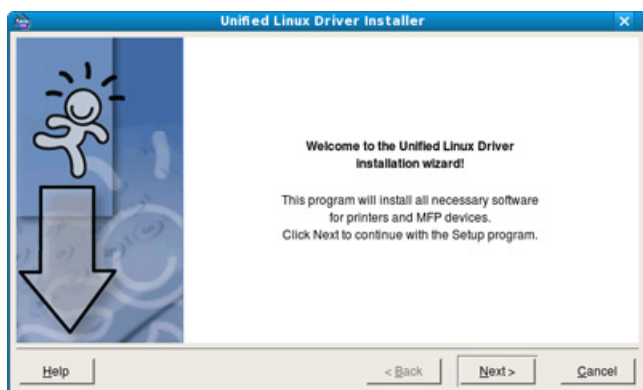 Unified Linux Driver Installer
Welcome to the Unified Linux Driver
installation wizard!
This program will install all necessary software
for printers and MFP devices.
Click Next to continue with the Setup program.
Help
< Back
Next >
Cancel